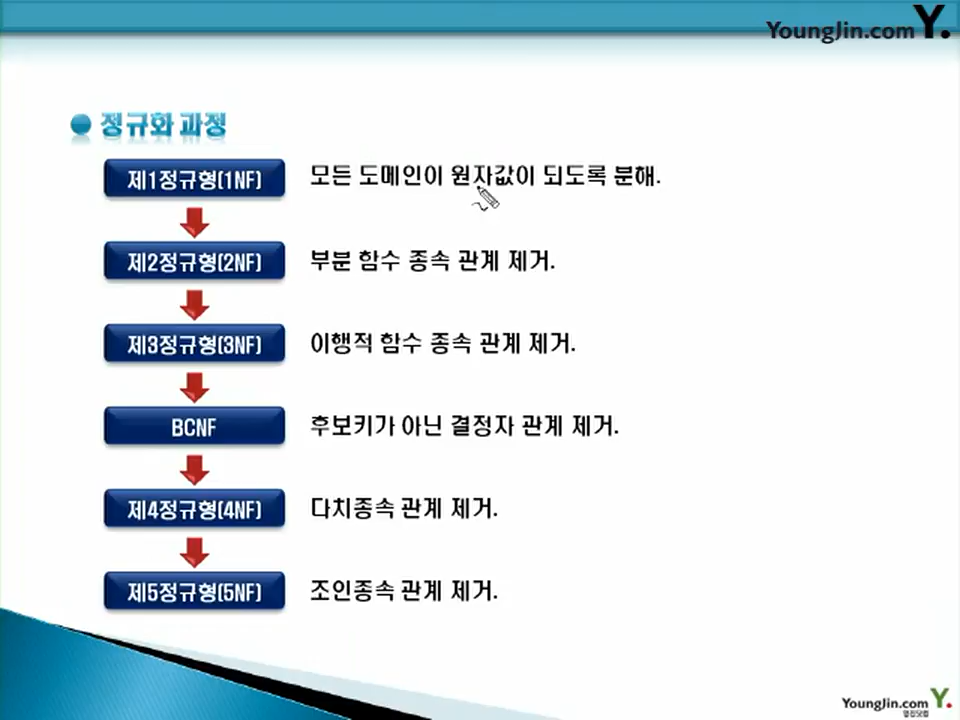 YoungJin.com Y.
정규화 과정
제1정규형(1NF) 모든 도메인이 원자값이 되도록 분해.
제2정규형(2NF) 부분 함수 종속 관계 제거.
제3정규형(3NF) 이행적 함수 종속 관계 제거.
BCNF 후보키가 아닌 결정자 관계 제거.
제4정규형(4NF) 다치종속 관계 제거.
제5정규형(5NF) 조인종속 관계 제거.
YoungJin.com Y.
영진닷컴